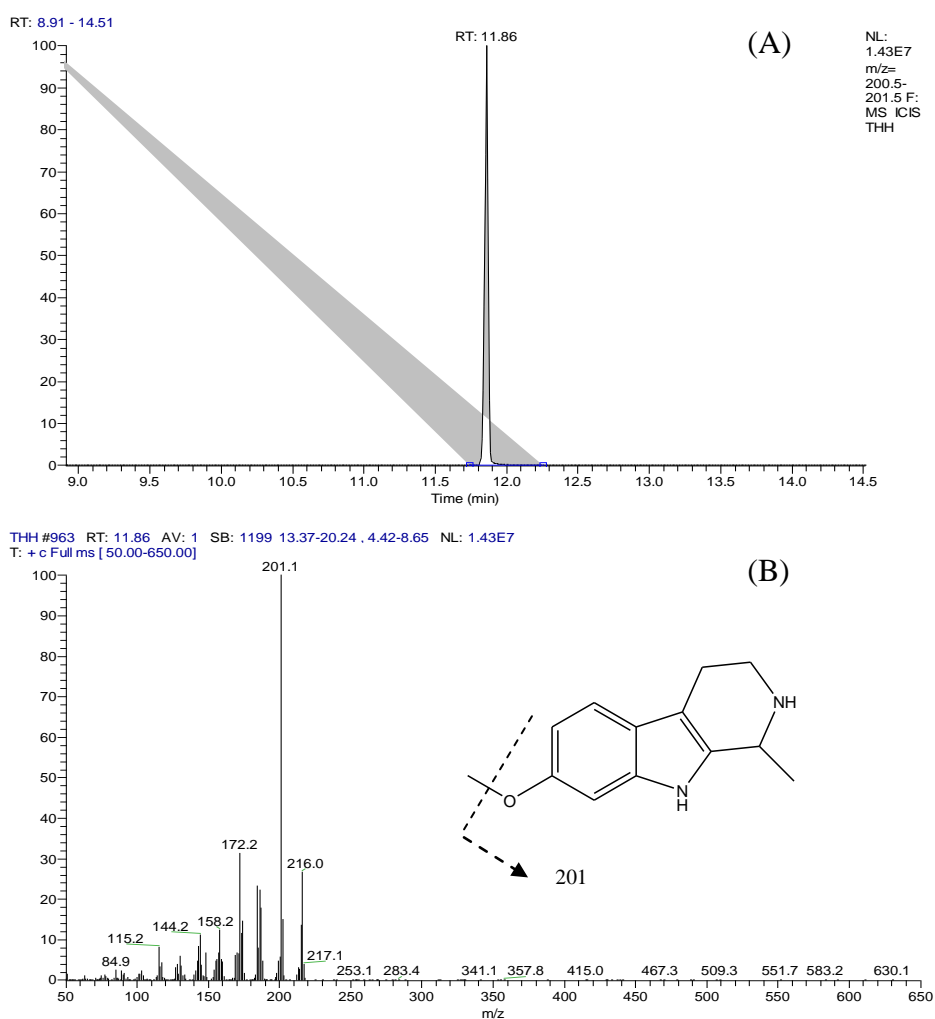 RT: 8.91 - 14.51
RT: 11.86
(A)
NL:
1.43E7
m/z=
200.5-
201.5 F:
MS ICIS
THH
100
90
80
70
60
50
40
30
20
10
0
9.0 9.5 10.0 10.5 11.0 11.5 12.0 12.5 13.0 13.5 14.0 14.5
Time (min)
THH #963 RT: 11.86 AV: 1 SB: 1199 13.37-20.24 , 4.42-8.65 NL: 1.43E7
T: + c Full ms [ 50.00-650.00]
(B)
201.1
100
90
80
70
60
50
40
30
20
10
0
NH
O
N
H
201
172.2
216.0
158.2
144.2
115.2
84.9
217.1
253.1 283.4 341.1 357.8 415.0 467.3 509.3 551.7 583.2 630.1
50 100 150 200 250 300 350 400 450 500 550 600 650
m/z